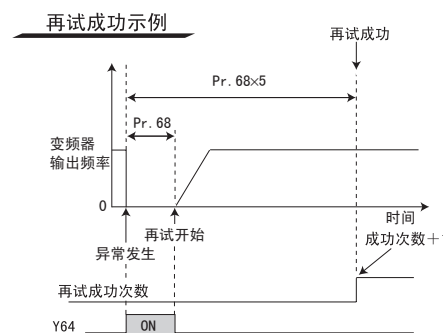 再试成功示例
再试成功
Pr.68×5
Pr.68
变频器
输出频率
0
时间
再试开始
异常发生
成功次数＋
再试成功次数
Y64
ON